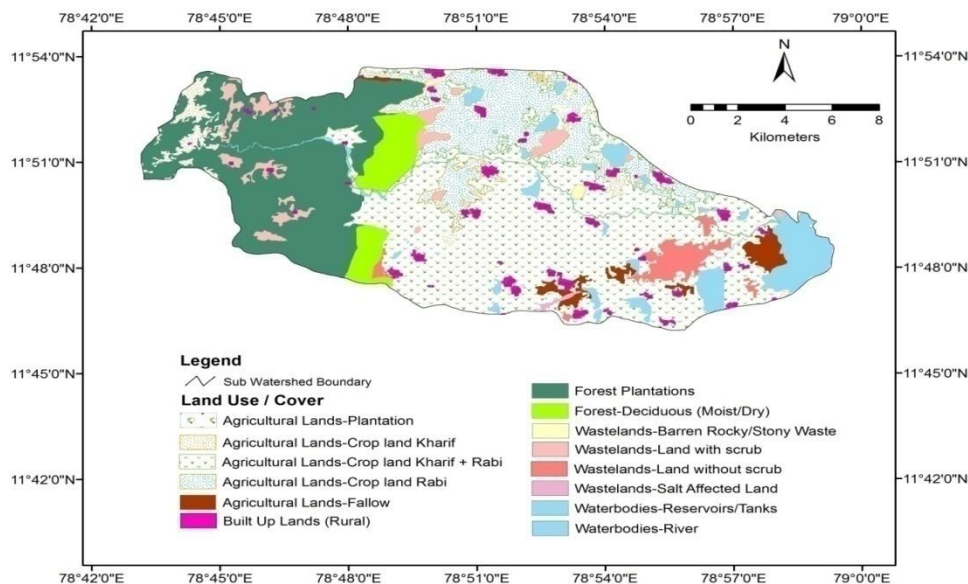 78°42'0"E 78°45'0"E 78°48'0"E 78°51'0"E 78°54'0"E 78°57'0"E 79°0'0"E
11°54'0"N 11°54'0"N
N
0 1 2 4 6 8
Kilometers
11°51'0"N 11°51'0"N
11°48'0"N 11°48'0"N
11°45'0"N 11°45'0"N
11°42'0"N 11°42'0"N
Legend
Sub Watershed Boundary
Land Use / Cover
Agricultural Lands-Plantation
Agricultural Lands-Crop land Kharif
Agricultural Lands-Crop land Kharif + Rabi
Agricultural Lands-Crop land Rabi
Agricultural Lands-Fallow
Built Up Lands (Rural)
Forest Plantations
Forest-Deciduous (Moist/Dry)
Wastelands-Barren Rocky/Stony Waste
Wastelands-Land with scrub
Wastelands-Land without scrub
Wastelands-Salt Affected Land
Waterbodies-Reservoirs/Tanks
Waterbodies-River
78°42'0"E 78°45'0"E 78°48'0"E 78°51'0"E 78°54'0"E 78°57'0"E 79°0'0"E